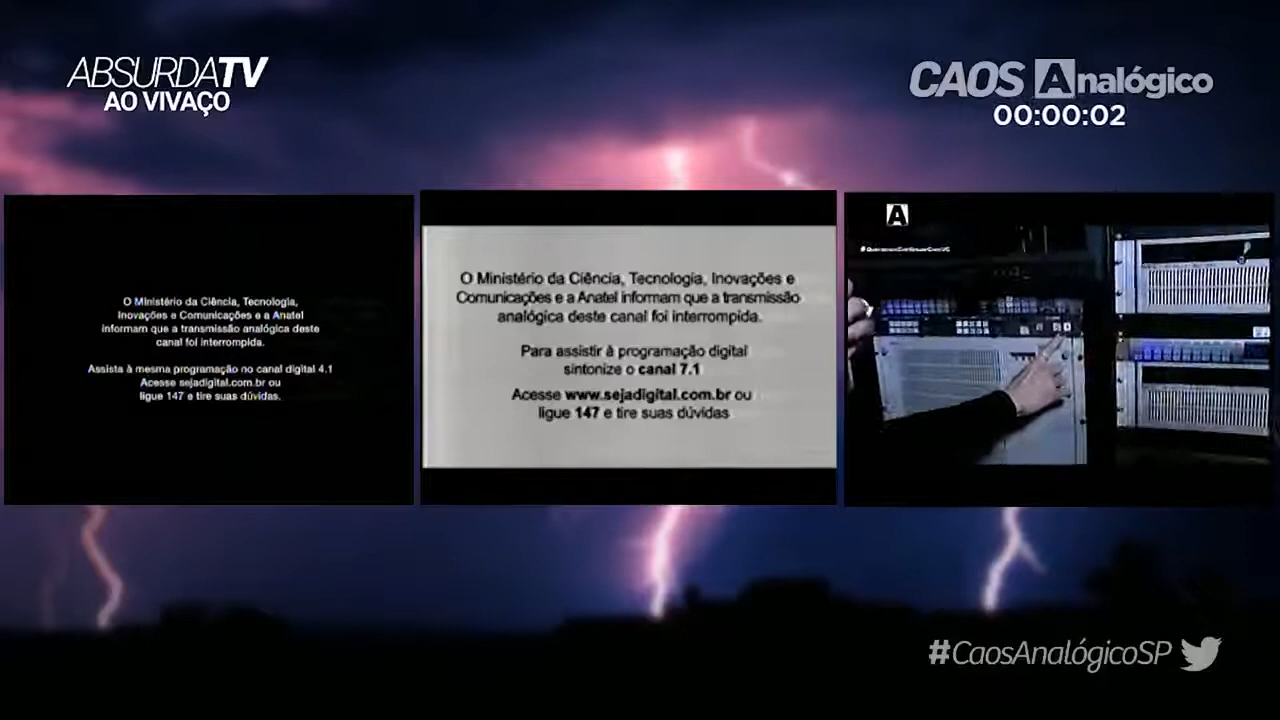 ABSURDATV
AO VIVAÇO
CAOS Analógico
00:00:02
O Ministério da Ciência, Tecnologia,
Inovações e Comunicações e a Anatel
informam que a transmissão analógica deste
canal foi interrompida.
Assista à mesma programação no canal digital 4.1
Acesse sejadigital.com.br ou
ligue 147 e tire suas dúvidas.
O Ministério da Ciência, Tecnologia, Inovações e
Comunicações e a Anatel informam que a transmissão
analógica deste canal foi interrompida.
Para assistir à programação digital
sintonize o canal 7.1
Acesse www.sejadigital.com.br ou
ligue 147 e tire suas dúvidas
A
#CaosAnalógicoSP